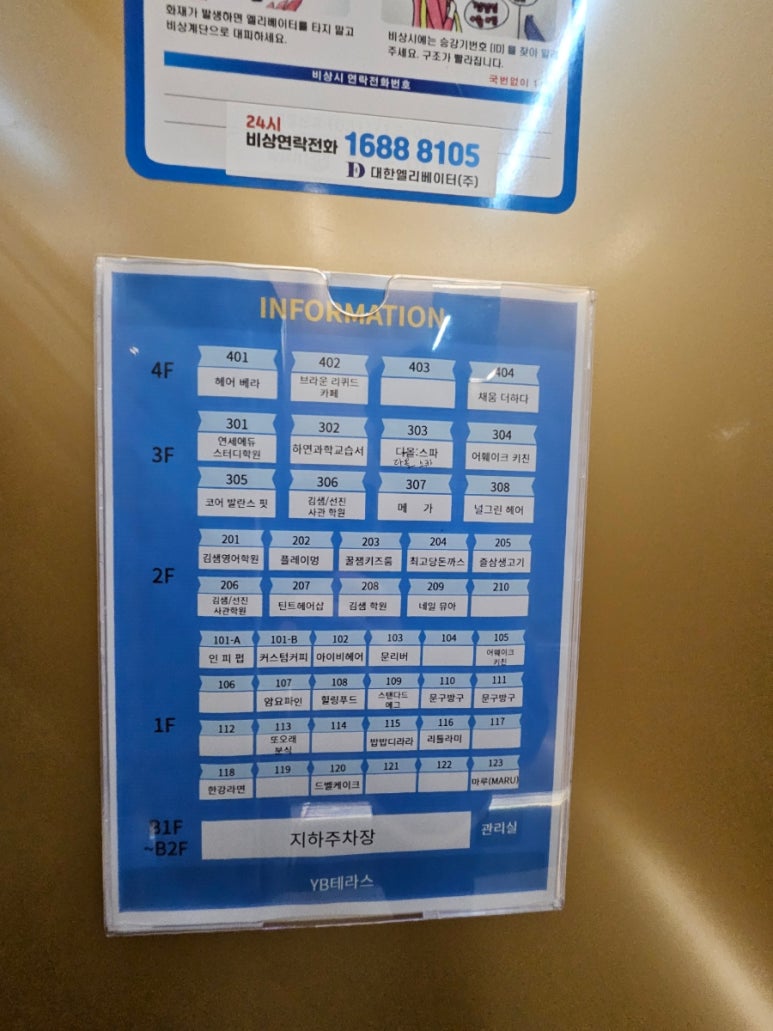 화재가 발생하면 엘리베이터를 타지 말고
비상계단으로 대피하세요.
비상시에는 승강기번호 [ID]를 찾아
주세요. 구조가 빨라집니다.
비상시 연락전화번호
국번없이
24시
비상연락전화 1688 8105
대한엘리베이터(주)
INFORMATION
4F
401 402 403 404
헤어 베라
브라운 리퀴드
카페
채움 더하다
3F
301 302 303 304
연세에듀
스터디학원
하연과학교습서
다올:스파
다올 스파
어웨이크 키친
305 306 307 308
코어 발란스 핏
김샘/선진
사관 학원
메 가
널그린 헤어
2F
201 202 203 204 205
김샘영어학원 플레이멍 꿀잼키즈룸 최고당돈까스 즐삼생고기
206 207 208 209 210
김샘/선진
사관학원
틴트헤어샵 김샘 학원 네일 뮤아
1F
101-A 101-B 102 103 104 105
인 피 펍 커스텀커피 아이비헤어 문리버
어웨이크
키친
106 107 108 109 110 111
얌요파인 힐링푸드
스탠다드
에그
문구방구 문구방구
112 113 114 115 116 117
또오래
분식
밥밥디라라 리틀라미
118 119 120 121 122 123
한강라면 드벨케이크 마루(MARU)
B1F
~B2F
지하주차장
관리실
YB테라스